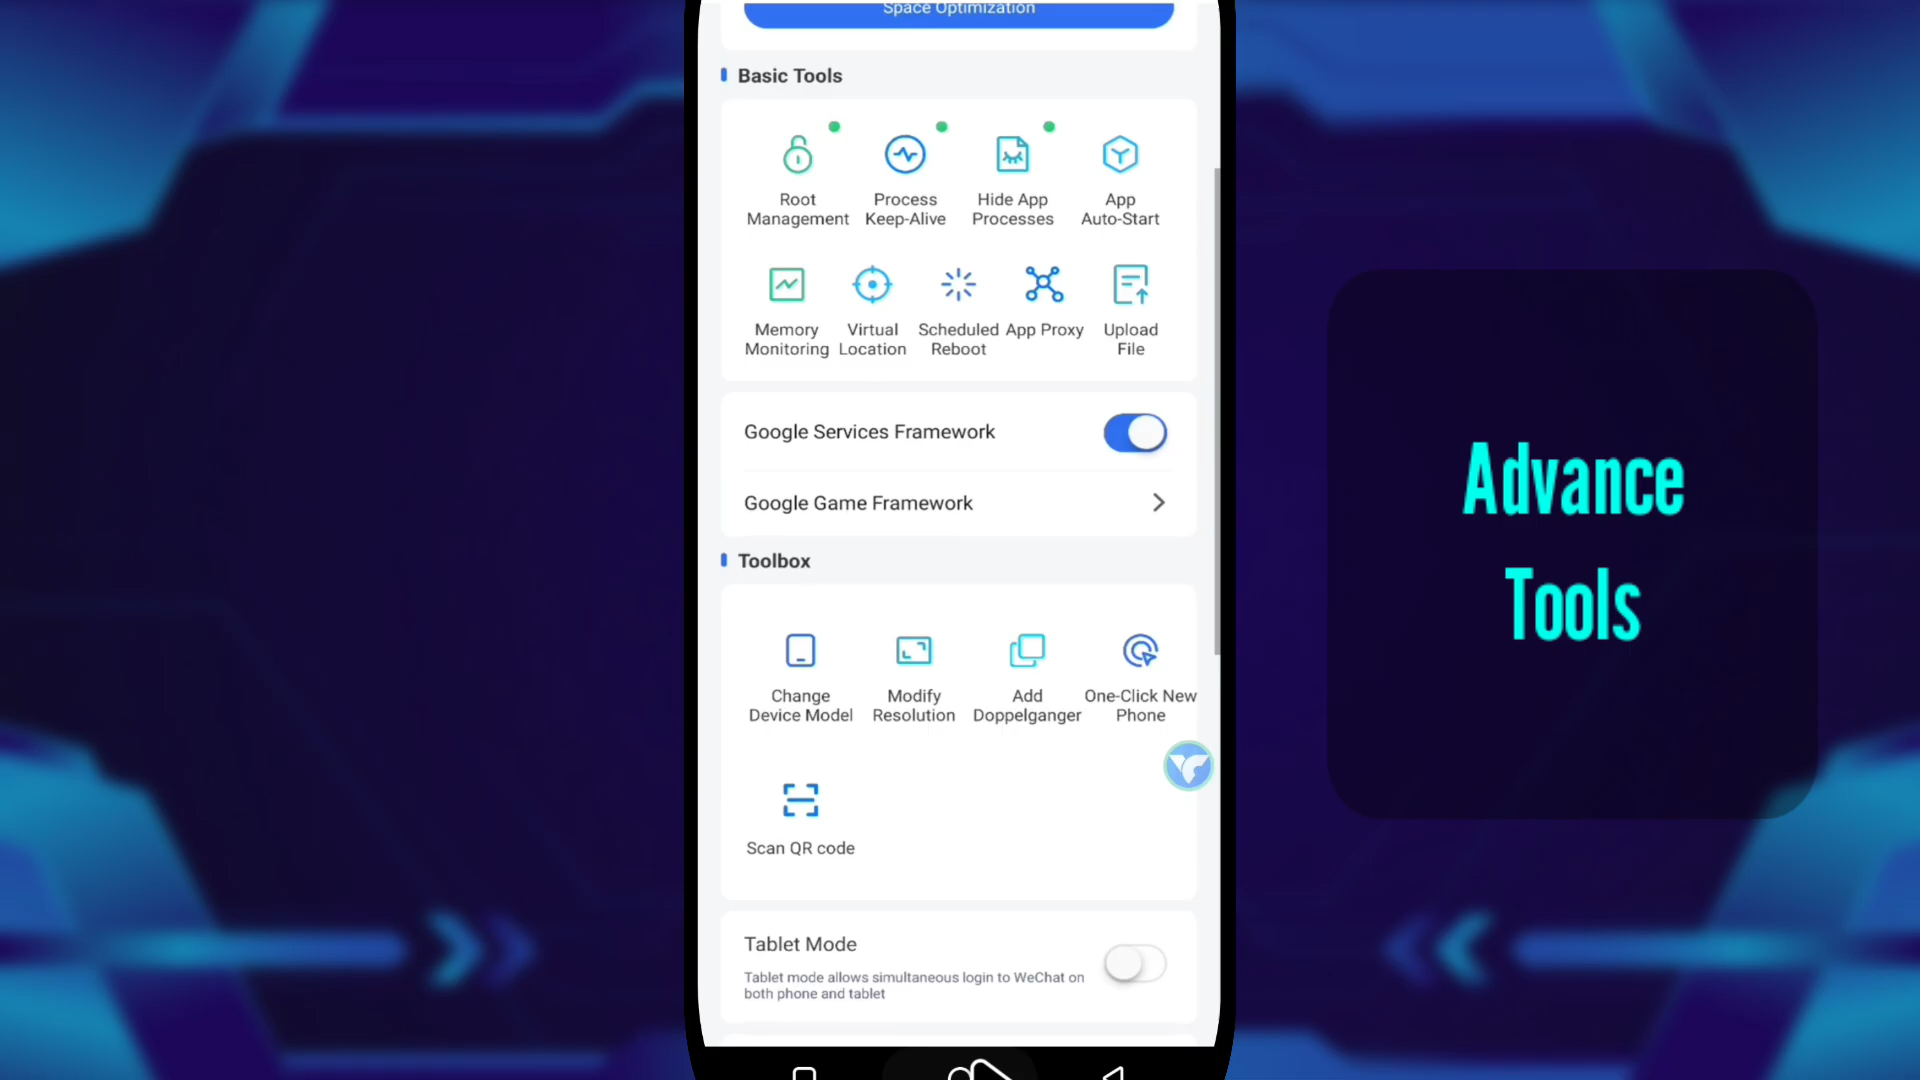 Space Optimization
Basic Tools
Root
Management
Process
Keep-Alive
Hide App
Processes
App
Auto-Start
Memory
Monitoring
Virtual
Location
Scheduled
Reboot
App Proxy
Upload
File
Google Services Framework
Google Game Framework
Toolbox
Change
Device Model
Modify
Resolution
Add
Doppelganger
One-Click New
Phone
Scan QR code
Tablet Mode
Tablet mode allows simultaneous login to WeChat on
both phone and tablet
Advance
Tools